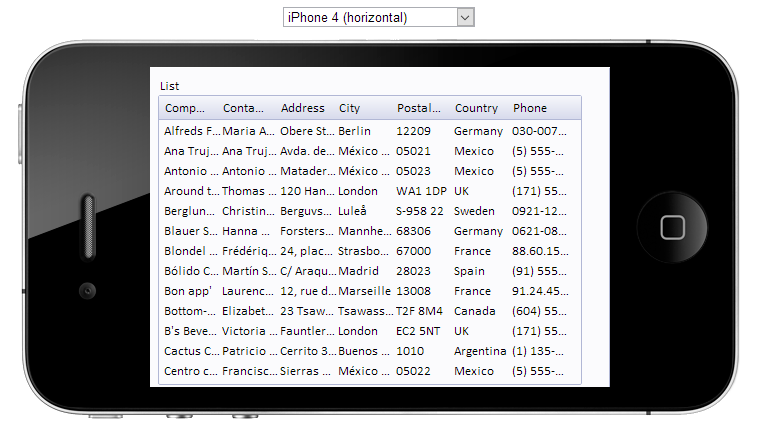 iPhone 4 (horizontal)
List
Comp... Conta... Address City Postal... Country Phone
Alfreds F... Maria A... Obere St... Berlin 12209 Germany 030-007...
Ana Truj... Ana Truj... Avda. de... México ... 05021 Mexico (5) 555-...
Antonio ... Antonio ... Matader... México ... 05023 Mexico (5) 555-...
Around t... Thomas ... 120 Han... London WA1 1DP UK (171) 55...
Berglun... Christin... Berguvs... Luleå S-958 22 Sweden 0921-12...
Blauer S... Hanna ... Forsters... Mannhe... 68306 Germany 0621-08...
Blondel ... Frédériq... 24, plac... Strasbo... 67000 France 88.60.15...
Bólido C... Martín S... C/ Araqu... Madrid 28023 Spain (91) 555...
Bon app' Laurenc... 12, rue d... Marseille 13008 France 91.24.45...
Bottom-... Elizabet... 23 Tsaw... Tsawass... T2F 8M4 Canada (604) 55...
B's Beve... Victoria ... Fauntler... London EC2 5NT UK (171) 55...
Cactus C... Patricio ... Cerrito 3... Buenos ... 1010 Argentina (1) 135-...
Centro c... Francisc... Sierras ... México ... 05022 Mexico (5) 555-...